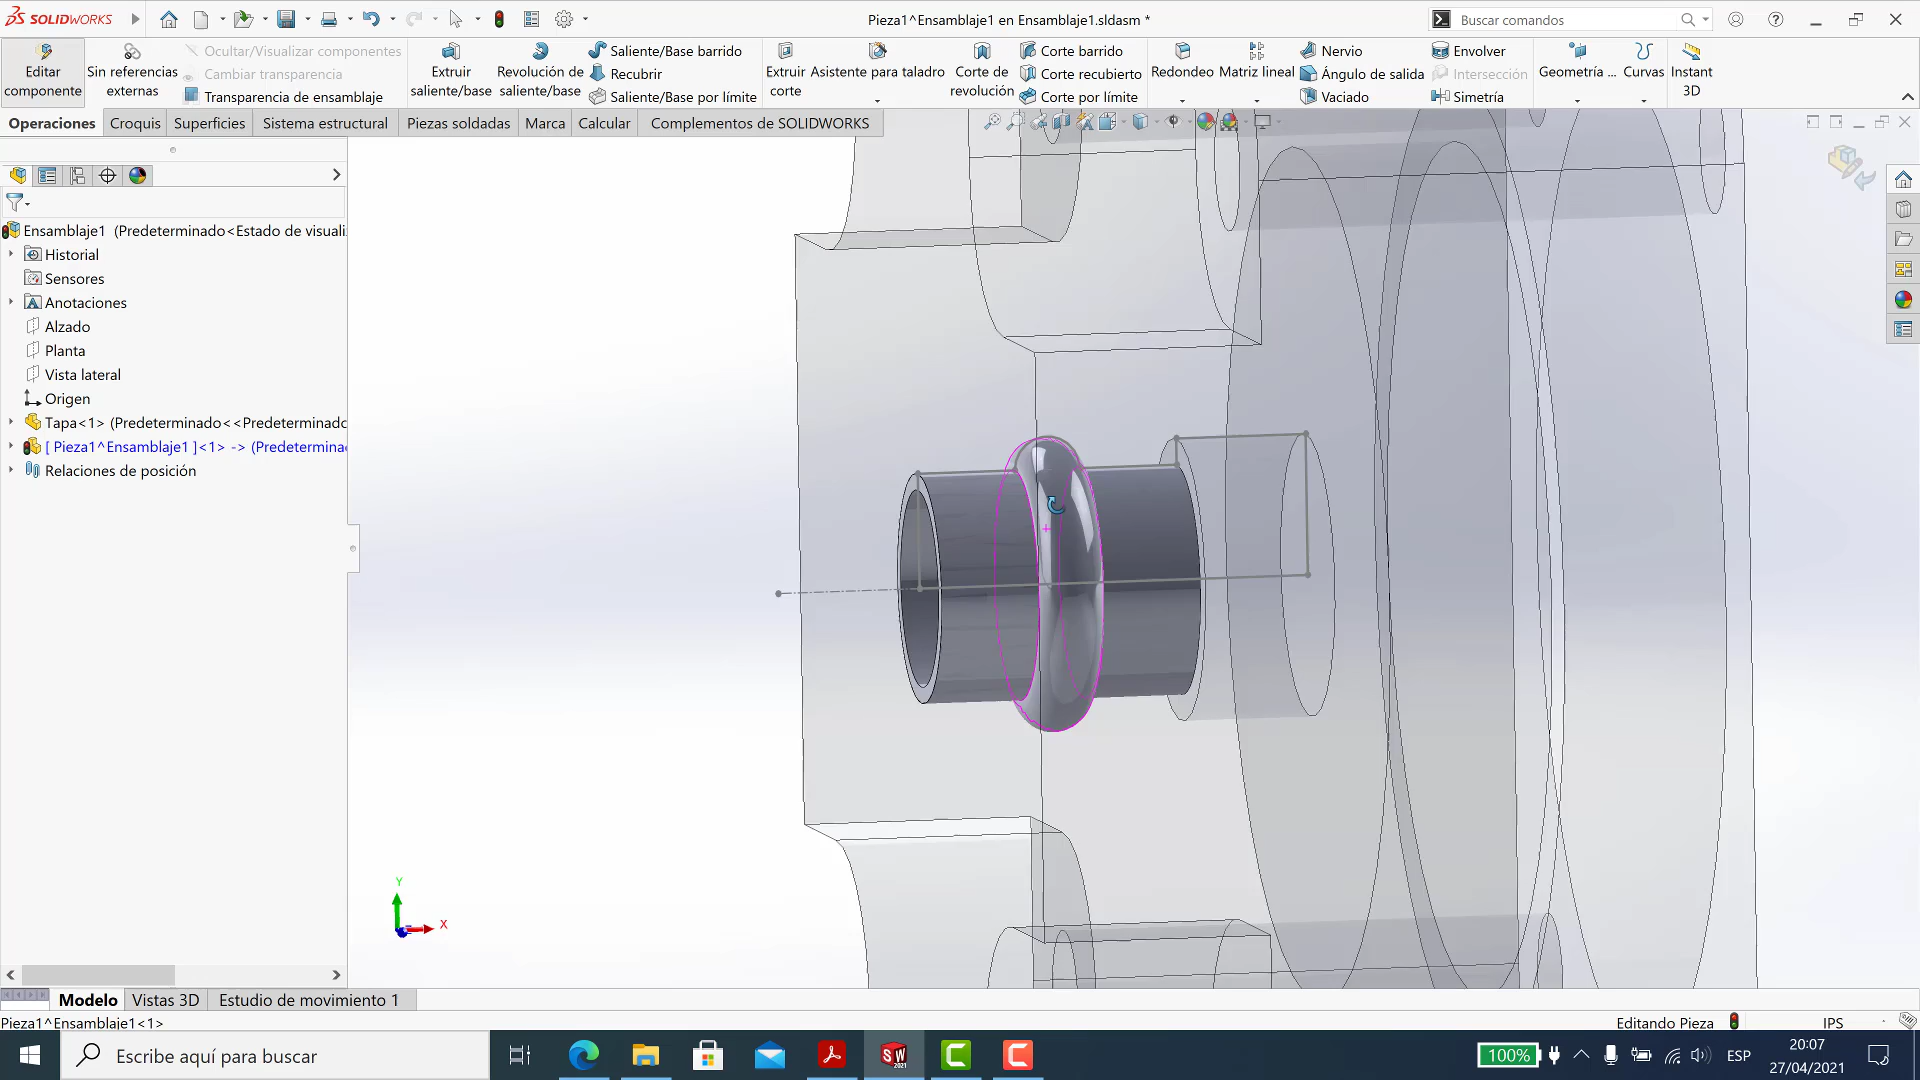 SOLIDWORKS
Pieza1^Ensamblaje1 en Ensamblaje1.sldasm *
Buscar comandos
Editar componente
Sin referencias externas
Ocultar/Visualizar componentes
Cambiar transparencia
Transparencia de ensamblaje
Extruir saliente/base
Revolución de saliente/base
Saliente/Base barrido
Recubrir
Saliente/Base por límite
Extruir corte
Asistente para taladro
Corte de revolución
Corte barrido
Corte recubierto
Corte por límite
Redondeo
Matriz lineal
Nervio
Ángulo de salida
Vaciado
Envolver
Intersección
Simetría
Geometría ...
Curvas
Instant 3D
Operaciones
Croquis
Superficies
Sistema estructural
Piezas soldadas
Marca
Calcular
Complementos de SOLIDWORKS
Ensamblaje1 (Predeterminado<Estado de visuali
Historial
Sensores
Anotaciones
Alzado
Planta
Vista lateral
Origen
Tapa<1> (Predeterminado<<Predeterminado
[ Pieza1^Ensamblaje1 ]<1> -> (Predetermina
Relaciones de posición
Y
X
Modelo
Vistas 3D
Estudio de movimiento 1
Pieza1^Ensamblaje1<1>
Editando Pieza
IPS
Escribe aquí para buscar
SW
2021
100%
ESP
20:07
27/04/2021